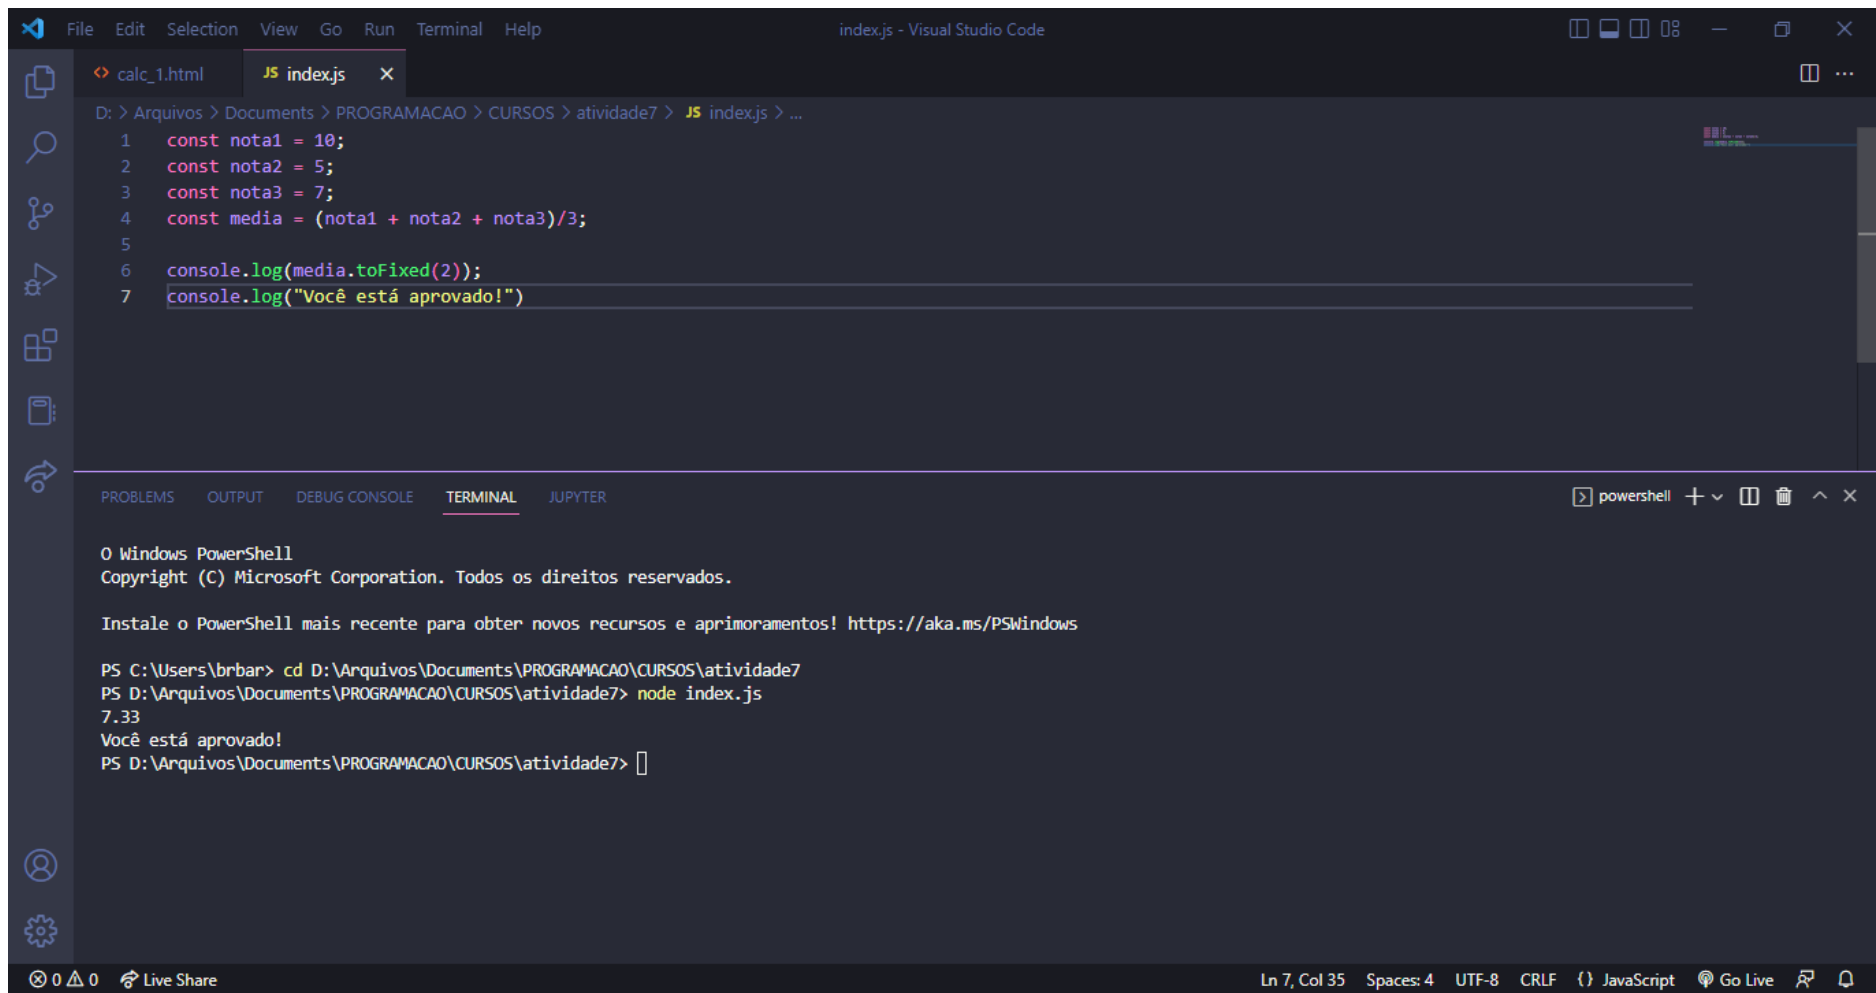 File Edit Selection View Go Run Terminal Help index.js - Visual Studio Code
calc_1.html JS index.js
D: > Arquivos > Documents > PROGRAMACAO > CURSOS > atividade7 > JS index.js > ...
1 const nota1 = 10;
2 const nota2 = 5;
3 const nota3 = 7;
4 const media = (nota1 + nota2 + nota3)/3;
5
6 console.log(media.toFixed(2));
7 console.log("Você está aprovado!")
PROBLEMS OUTPUT DEBUG CONSOLE TERMINAL JUPYTER powershell
O Windows PowerShell
Copyright (C) Microsoft Corporation. Todos os direitos reservados.
Instale o PowerShell mais recente para obter novos recursos e aprimoramentos! https://aka.ms/PSWindows
PS C:\Users\brbar> cd D:\Arquivos\Documents\PROGRAMACAO\CURSOS\atividade7
PS D:\Arquivos\Documents\PROGRAMACAO\CURSOS\atividade7> node index.js
7.33
Você está aprovado!
PS D:\Arquivos\Documents\PROGRAMACAO\CURSOS\atividade7>
0 0 Live Share Ln 7, Col 35 Spaces: 4 UTF-8 CRLF {} JavaScript Go Live